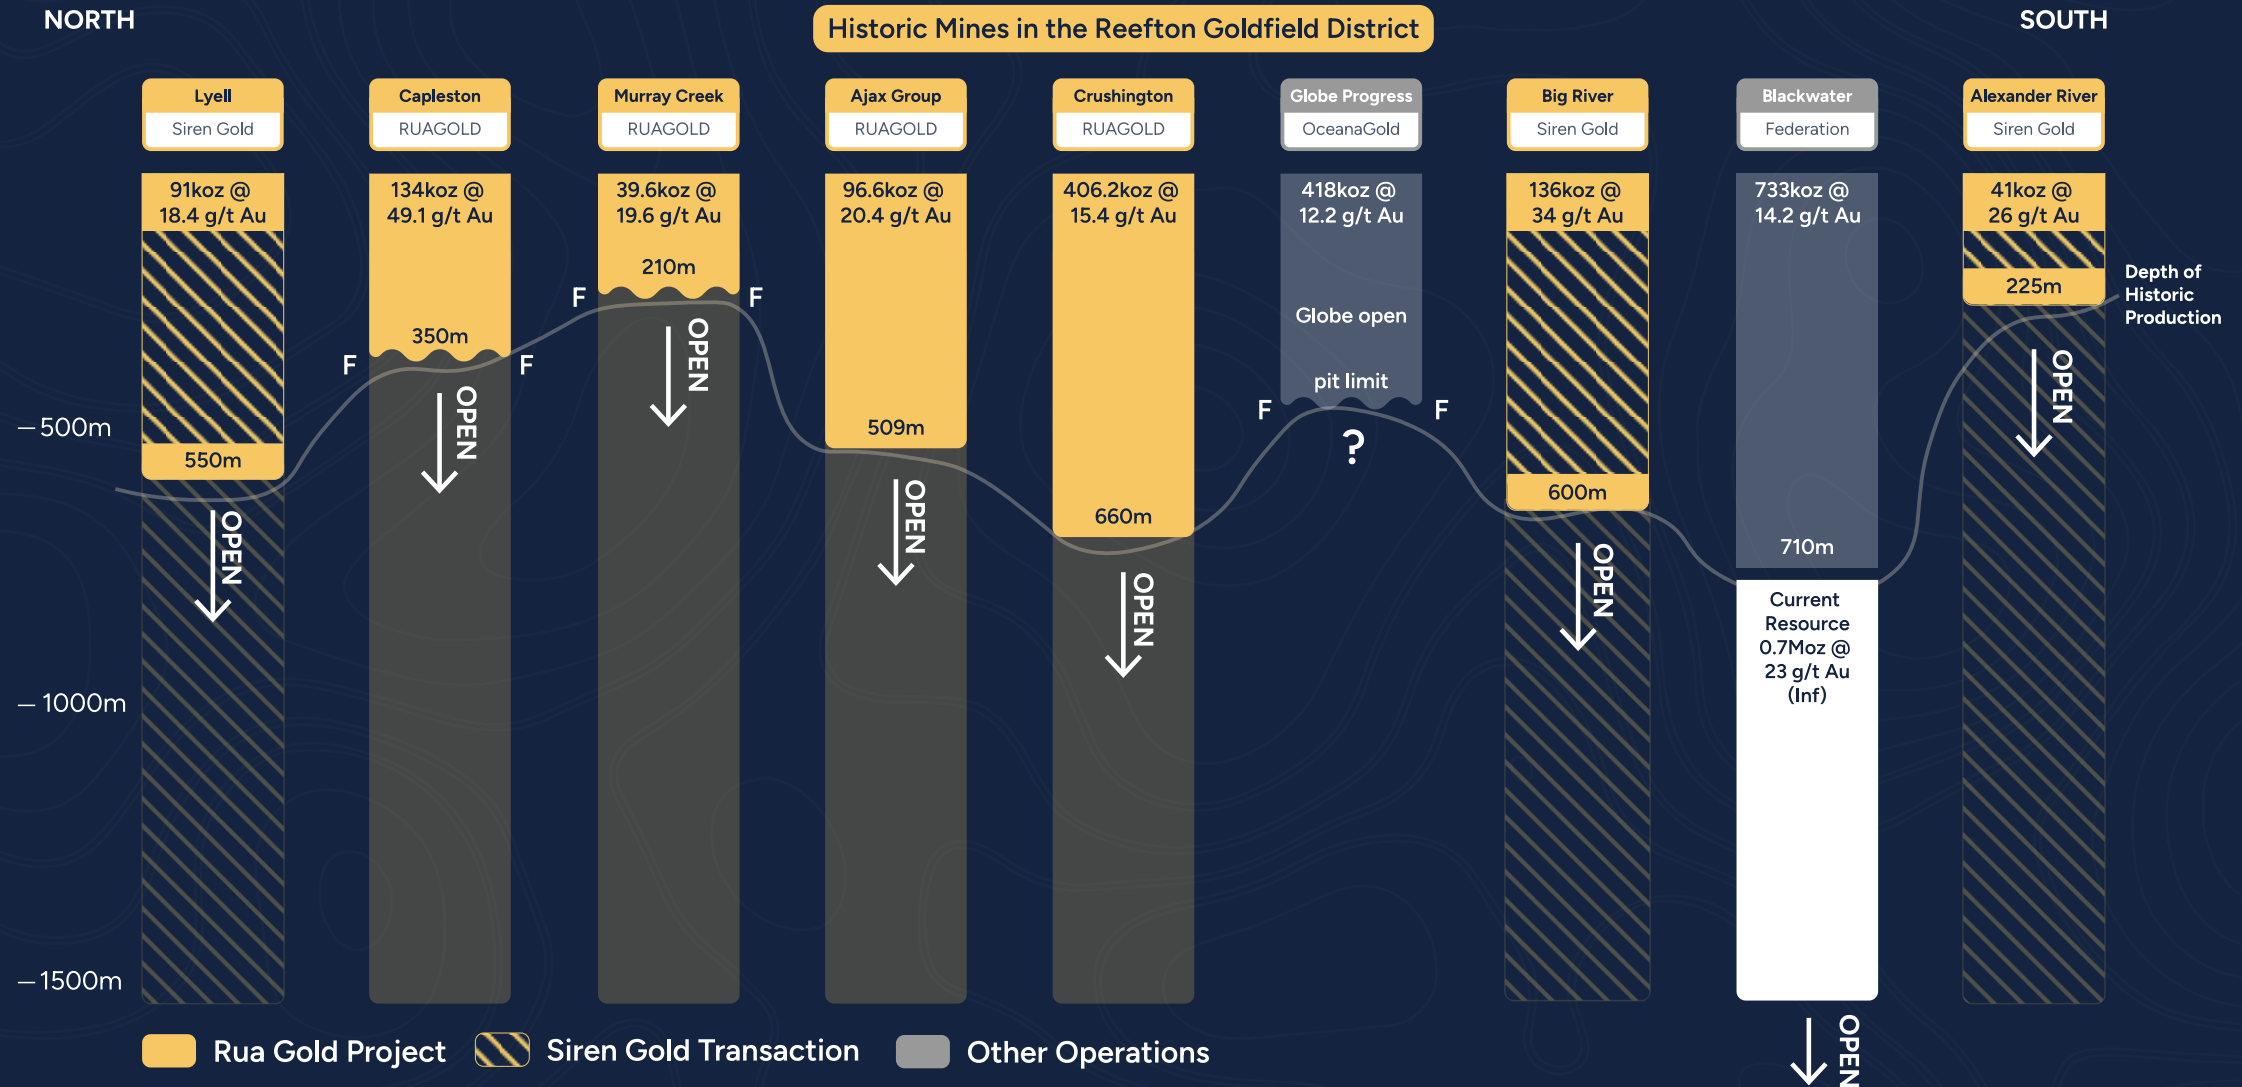 NORTH
Historic Mines in the Reefton Goldfield District
SOUTH
Lyell
Siren Gold
Capleston
RUAGOLD
Murray Creek
RUAGOLD
Ajax Group
RUAGOLD
Crushington
RUAGOLD
Globe Progress
OceanaGold
Big River
Siren Gold
Blackwater
Federation
Alexander River
Siren Gold
91koz @
18.4 g/t Au
550m
OPEN
134koz @
49.1 g/t Au
350m
F
F
OPEN
39.6koz @
19.6 g/t Au
210m
F
F
OPEN
96.6koz @
20.4 g/t Au
509m
OPEN
406.2koz @
15.4 g/t Au
660m
OPEN
418koz @
12.2 g/t Au
Globe open
pit limit
F
F
?
136koz @
34 g/t Au
600m
OPEN
733koz @
14.2 g/t Au
710m
Current
Resource
0.7Moz @
23 g/t Au
(Inf)
OPEN
41koz @
26 g/t Au
225m
OPEN
Depth of
Historic
Production
—500m
— 1000m
—1500m
Rua Gold Project
Siren Gold Transaction
Other Operations